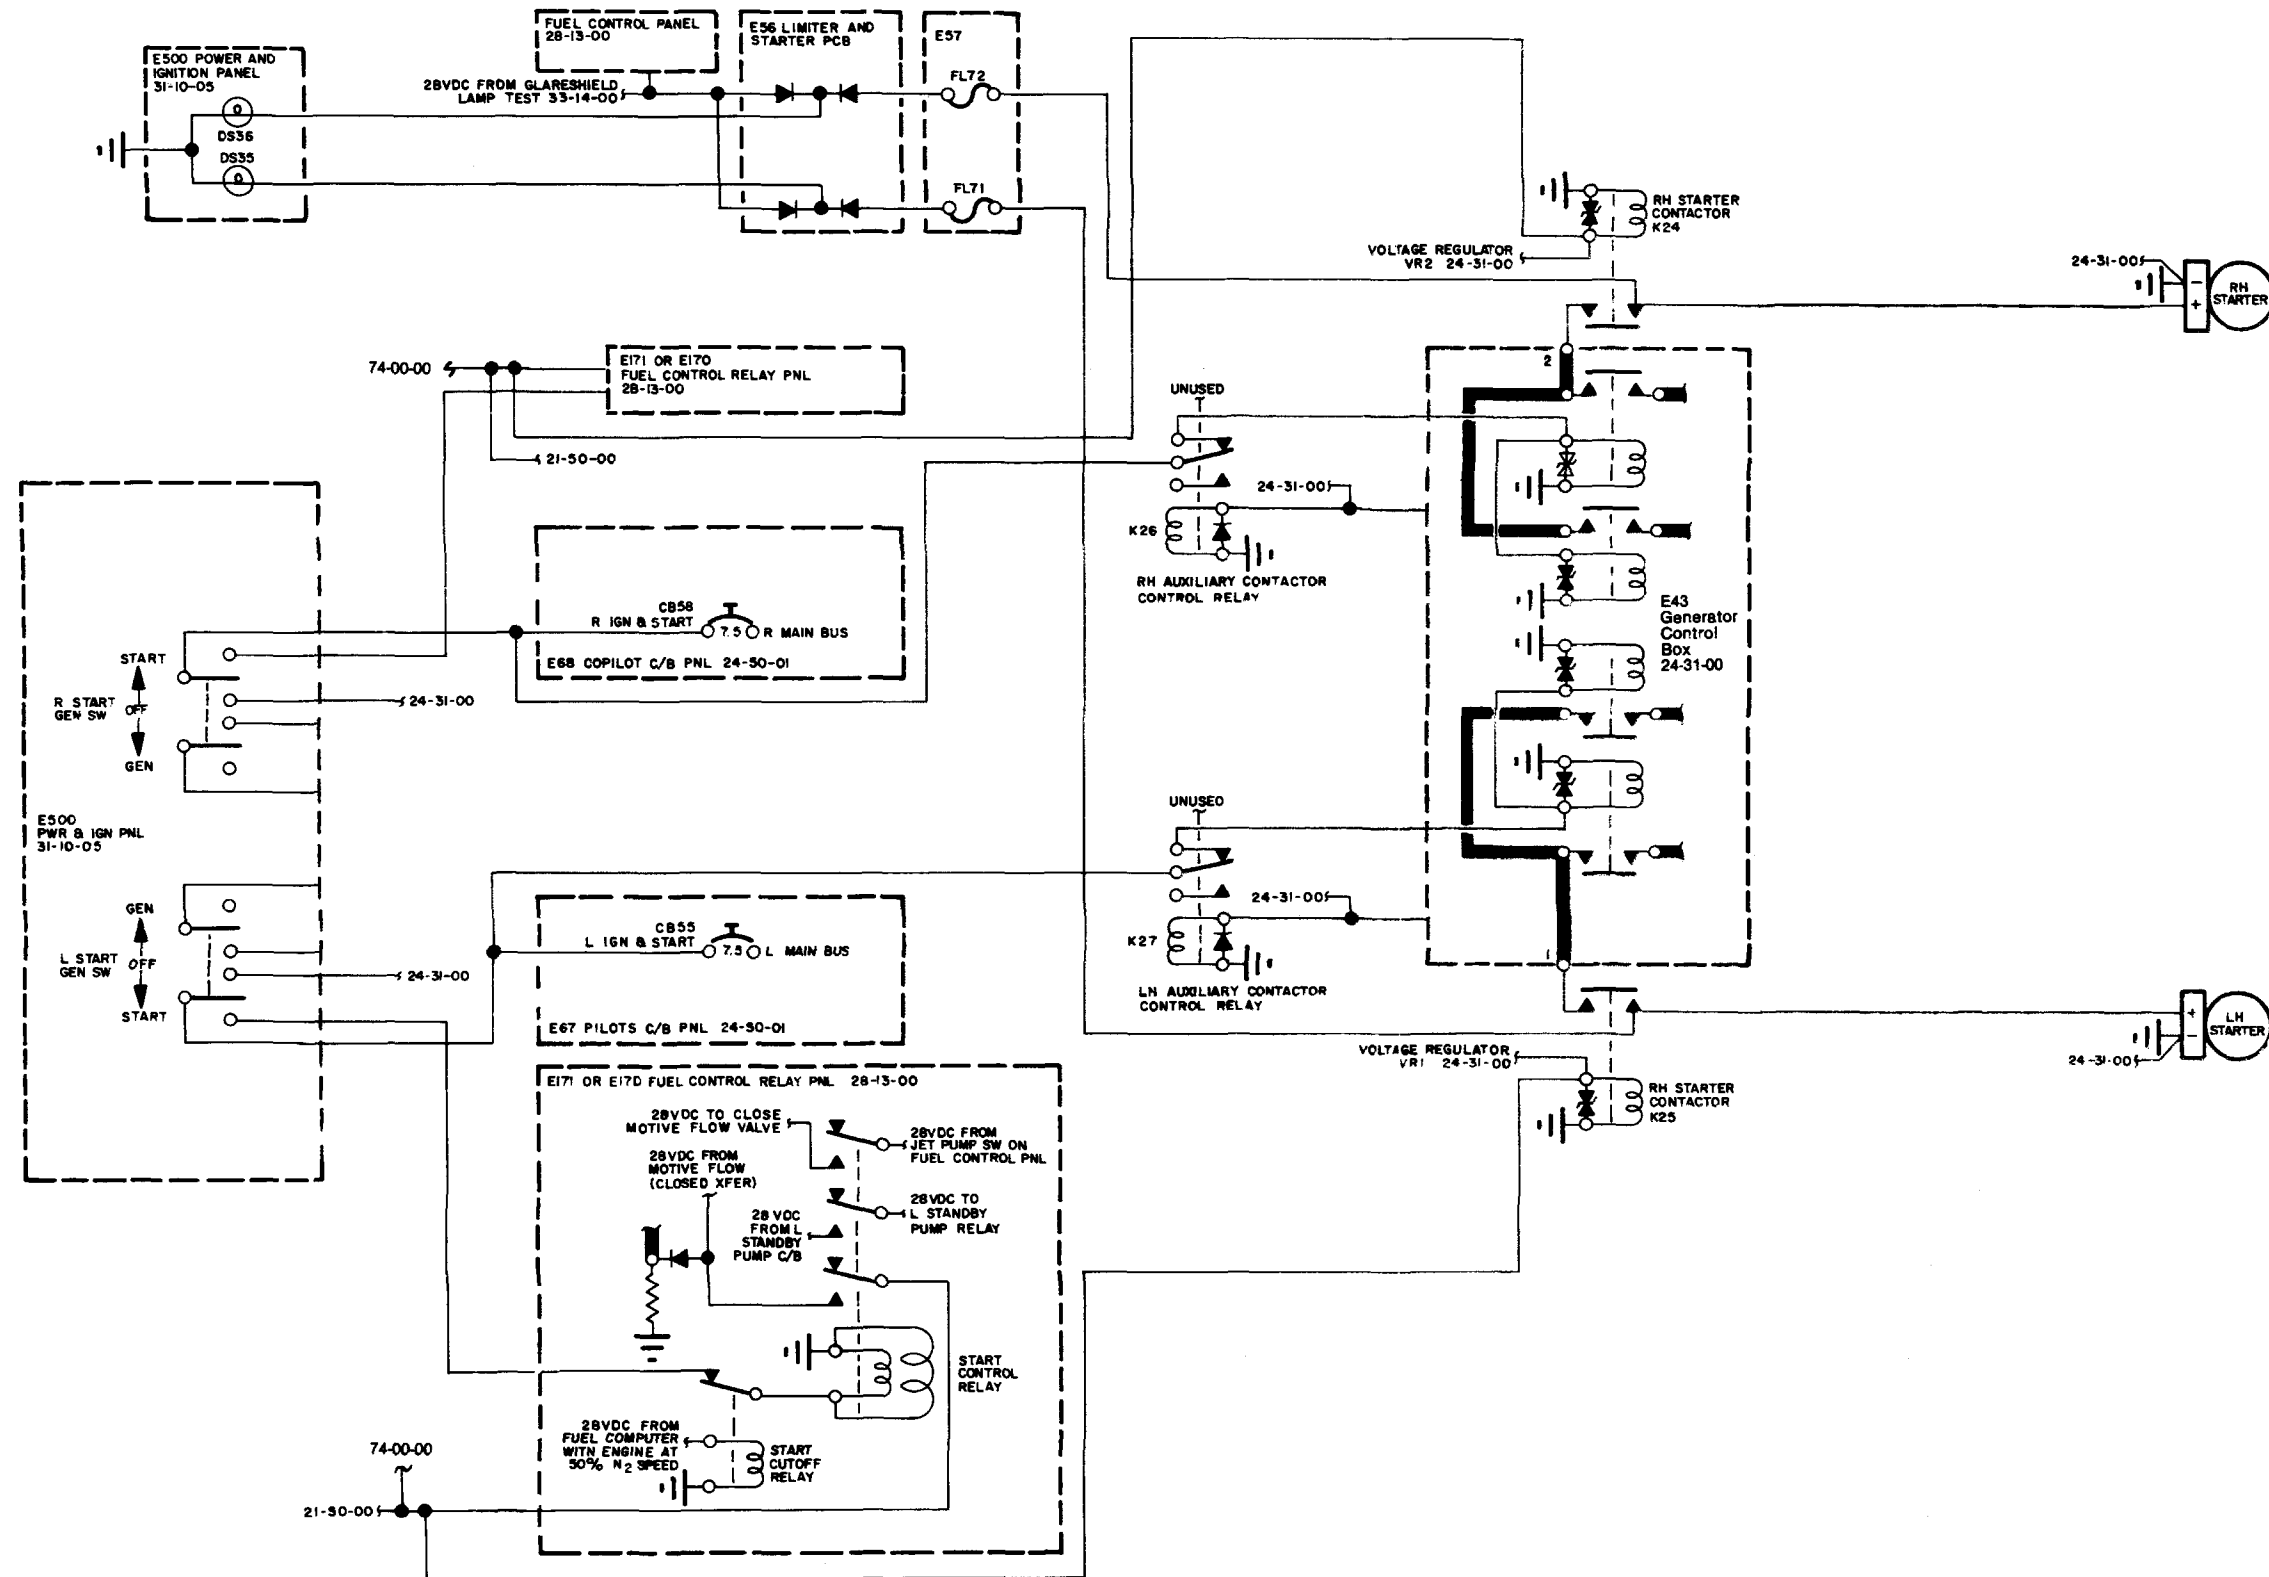 FUEL CONTROL PANEL
28-13-00
E56 LIMITER AND
STARTER PCB
E57
E500 POWER AND
IGNITION PANEL
31-10-05
28VDC FROM GLARESHIELD
LAMP TEST 33-14-00
FL72
DS36
DS35
FL71
RH STARTER
CONTACTOR
K24
VOLTAGE REGULATOR
VR2 24-31-00
24-31-00
-
+
RH
STARTER
74-00-00
E171 OR E170
FUEL CONTROL RELAY PNL
28-13-00
2
UNUSED
21-50-00
24-31-00
K26
RH AUXILIARY CONTACTOR
CONTROL RELAY
CB58
R IGN & START
7.5
R MAIN BUS
E68 COPILOT C/B PNL 24-50-01
E43
Generator
Control
Box
24-31-00
START
R START
GEN SW
OFF
GEN
24-31-00
UNUSED
E500
PWR & IGN PNL
31-10-05
24-31-00
K27
LH AUXILIARY CONTACTOR
CONTROL RELAY
1
GEN
L START
GEN SW
OFF
START
24-31-00
CB55
L IGN & START
7.5
L MAIN BUS
E67 PILOTS C/B PNL 24-50-01
+
-
LH
STARTER
24-31-00
VOLTAGE REGULATOR
VR1 24-31-00
RH STARTER
CONTACTOR
K25
E171 OR E170 FUEL CONTROL RELAY PNL 28-13-00
28VDC TO CLOSE
MOTIVE FLOW VALVE
28VDC FROM
JET PUMP SW ON
FUEL CONTROL PNL
28VDC FROM
MOTIVE FLOW
(CLOSED XFER)
28VDC TO
L STANDBY
PUMP RELAY
28 VDC
FROM L
STANDBY
PUMP C/B
START
CONTROL
RELAY
28VDC FROM
FUEL COMPUTER
WITH ENGINE AT
50% N2 SPEED
START
CUTOFF
RELAY
74-00-00
21-50-00